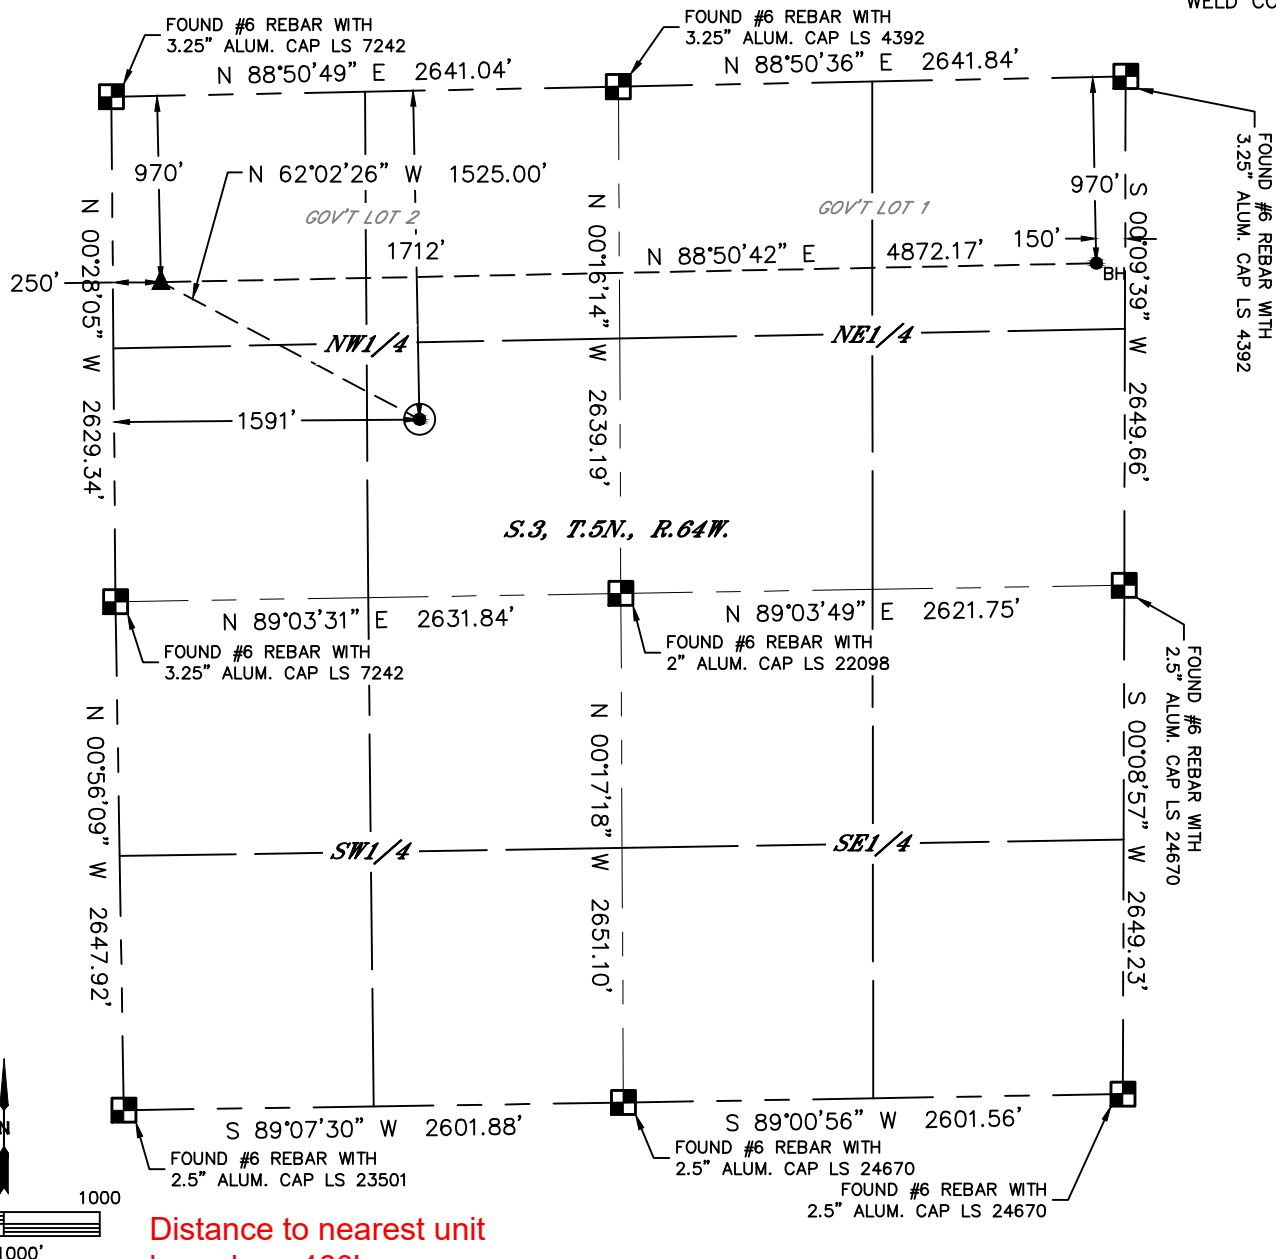 WELD CO
FOUND #6 REBAR WITH
3.25" ALUM. CAP LS 7242
FOUND #6 REBAR WITH
3.25" ALUM. CAP LS 4392
N 88°50'49" E 2641.04'
N 88°50'36" E 2641.84'
FOUND #6 REBAR WITH
3.25" ALUM. CAP LS 4392
970'
N 62°02'26" W 1525.00'
970'
GOV'T LOT 2
GOV'T LOT 1
1712'
N 88°50'42" E 4872.17'
150'
BH
250'
N 00°28'05" W 2629.34'
N 00°16'14" W 2639.19'
S 00°09'39" W 2649.66'
NW1/4
NE1/4
1591'
S.3, T.5N., R.64W.
N 89°03'31" E 2631.84'
N 89°03'49" E 2621.75'
FOUND #6 REBAR WITH
3.25" ALUM. CAP LS 7242
FOUND #6 REBAR WITH
2" ALUM. CAP LS 22098
FOUND #6 REBAR WITH
2.5" ALUM. CAP LS 24670
N 00°56'09" W 2647.92'
N 00°17'18" W 2651.10'
S 00°08'57" W 2649.23'
SW1/4
SE1/4
S 89°07'30" W 2601.88'
S 89°00'56" W 2601.56'
FOUND #6 REBAR WITH
2.5" ALUM. CAP LS 23501
FOUND #6 REBAR WITH
2.5" ALUM. CAP LS 24670
FOUND #6 REBAR WITH
2.5" ALUM. CAP LS 24670
N
1000
1000'
Distance to nearest unit